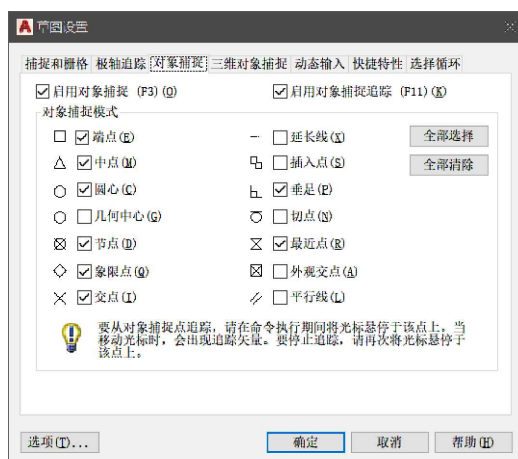 草图设置
捕捉和栅格 极轴追踪 对象捕捉 三维对象捕捉 动态输入 快捷特性 选择循环
启用对象捕捉 (F3)(O) 启用对象捕捉追踪 (F11)(K)
对象捕捉模式
端点(E) 延长线(X) 全部选择
中点(M) 插入点(S) 全部清除
圆心(C) 垂足(P)
几何中心(G) 切点(N)
节点(D) 最近点(R)
象限点(Q) 外观交点(A)
交点(I) 平行线(L)
要从对象捕捉点追踪，请在命令执行期间将光标悬停于该点上。当
移动光标时，会出现追踪矢量。要停止追踪，请再次将光标悬停于
该点上。
选项(T)... 确定 取消 帮助(H)